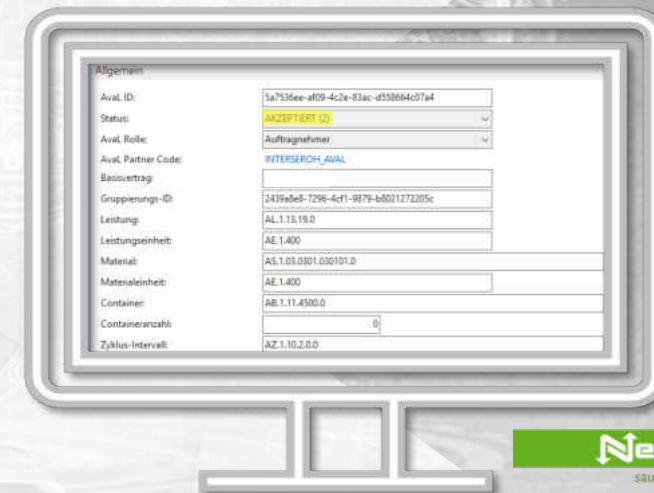 Allgemein
AvaL ID: 5a7536ee-af09-4c2e-83ac-d558664c07a4
Status: AKZEPTIERT (2)
AvaL Rolle: Auftragnehmer
AvaL Partner Code: INTERSEROH_AVAL
Basisvertrag:
Gruppierungs-ID: 2439e8e8-7296-4cf1-9879-b8021272205c
Leistung: AL.1.13.19.0
Leistungseinheit: AE.1.400
Material: AS.1.03.0301.030101.0
Materialeinheit: AE.1.400
Container: AB.1.11.4500.0
Containeranzahl: 0
Zyklus-Intervall: AZ.1.10.2.0.0
Ne
sau